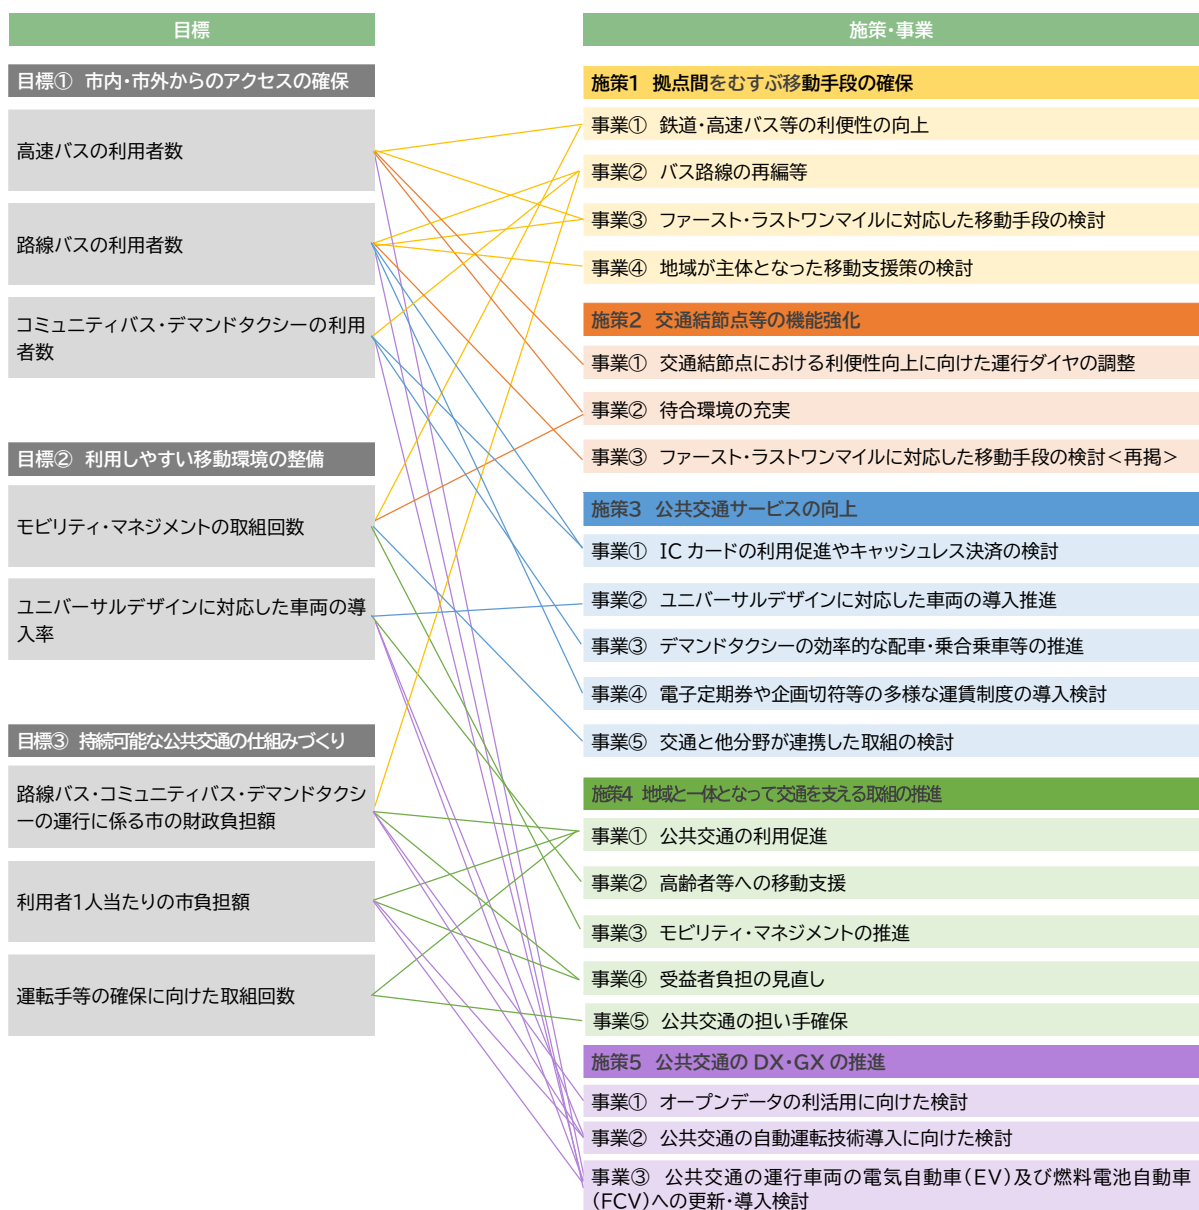 目標
目標① 市内・市外からのアクセスの確保
高速バスの利用者数
路線バスの利用者数
コミュニティバス・デマンドタクシーの利用
者数
目標② 利用しやすい移動環境の整備
モビリティ・マネジメントの取組回数
ユニバーサルデザインに対応した車両の導
入率
目標③ 持続可能な公共交通の仕組みづくり
路線バス・コミュニティバス・デマンドタクシ
ーの運行に係る市の財政負担額
利用者1人当たりの市負担額
運転手等の確保に向けた取組回数
施策・事業
施策1 拠点間をむすぶ移動手段の確保
事業① 鉄道・高速バス等の利便性の向上
事業② バス路線の再編等
事業③ ファースト・ラストワンマイルに対応した移動手段の検討
事業④ 地域が主体となった移動支援策の検討
施策2 交通結節点等の機能強化
事業① 交通結節点における利便性向上に向けた運行ダイヤの調整
事業② 待合環境の充実
事業③ ファースト・ラストワンマイルに対応した移動手段の検討<再掲>
施策3 公共交通サービスの向上
事業① IC カードの利用促進やキャッシュレス決済の検討
事業② ユニバーサルデザインに対応した車両の導入推進
事業③ デマンドタクシーの効率的な配車・乗合乗車等の推進
事業④ 電子定期券や企画切符等の多様な運賃制度の導入検討
事業⑤ 交通と他分野が連携した取組の検討
施策4 地域と一体となって交通を支える取組の推進
事業① 公共交通の利用促進
事業② 高齢者等への移動支援
事業③ モビリティ・マネジメントの推進
事業④ 受益者負担の見直し
事業⑤ 公共交通の担い手確保
施策5 公共交通の DX・GX の推進
事業① オープンデータの利活用に向けた検討
事業② 公共交通の自動運転技術導入に向けた検討
事業③ 公共交通の運行車両の電気自動車(EV)及び燃料電池自動車
(FCV)への更新・導入検討